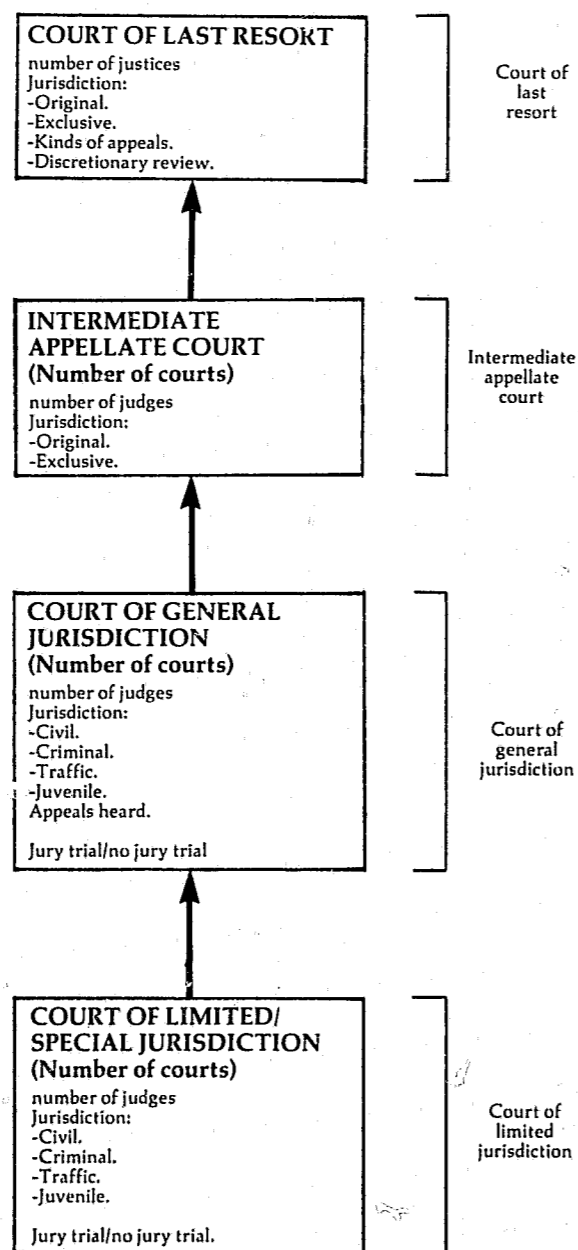 COURT OF LAST RESORT
number of justices
Jurisdiction:
-Original.
-Exclusive.
-Kinds of appeals.
-Discretionary review.
Court of
last
resort
INTERMEDIATE
APPELLATE COURT
(Number of courts)
number of judges
Jurisdiction:
-Original.
-Exclusive.
Intermediate
appellate
court
COURT OF GENERAL
JURISDICTION
(Number of courts)
number of judges
Jurisdiction:
-Civil.
-Criminal.
-Traffic.
-Juvenile.
Appeals heard.
Jury trial/no jury trial
Court of
general
jurisdiction
COURT OF LIMITED/
SPECIAL JURISDICTION
(Number of courts)
number of judges
Jurisdiction:
-Civil.
-Criminal.
-Traffic.
-Juvenile.
Jury trial/no jury trial.
Court of
limited
jurisdiction